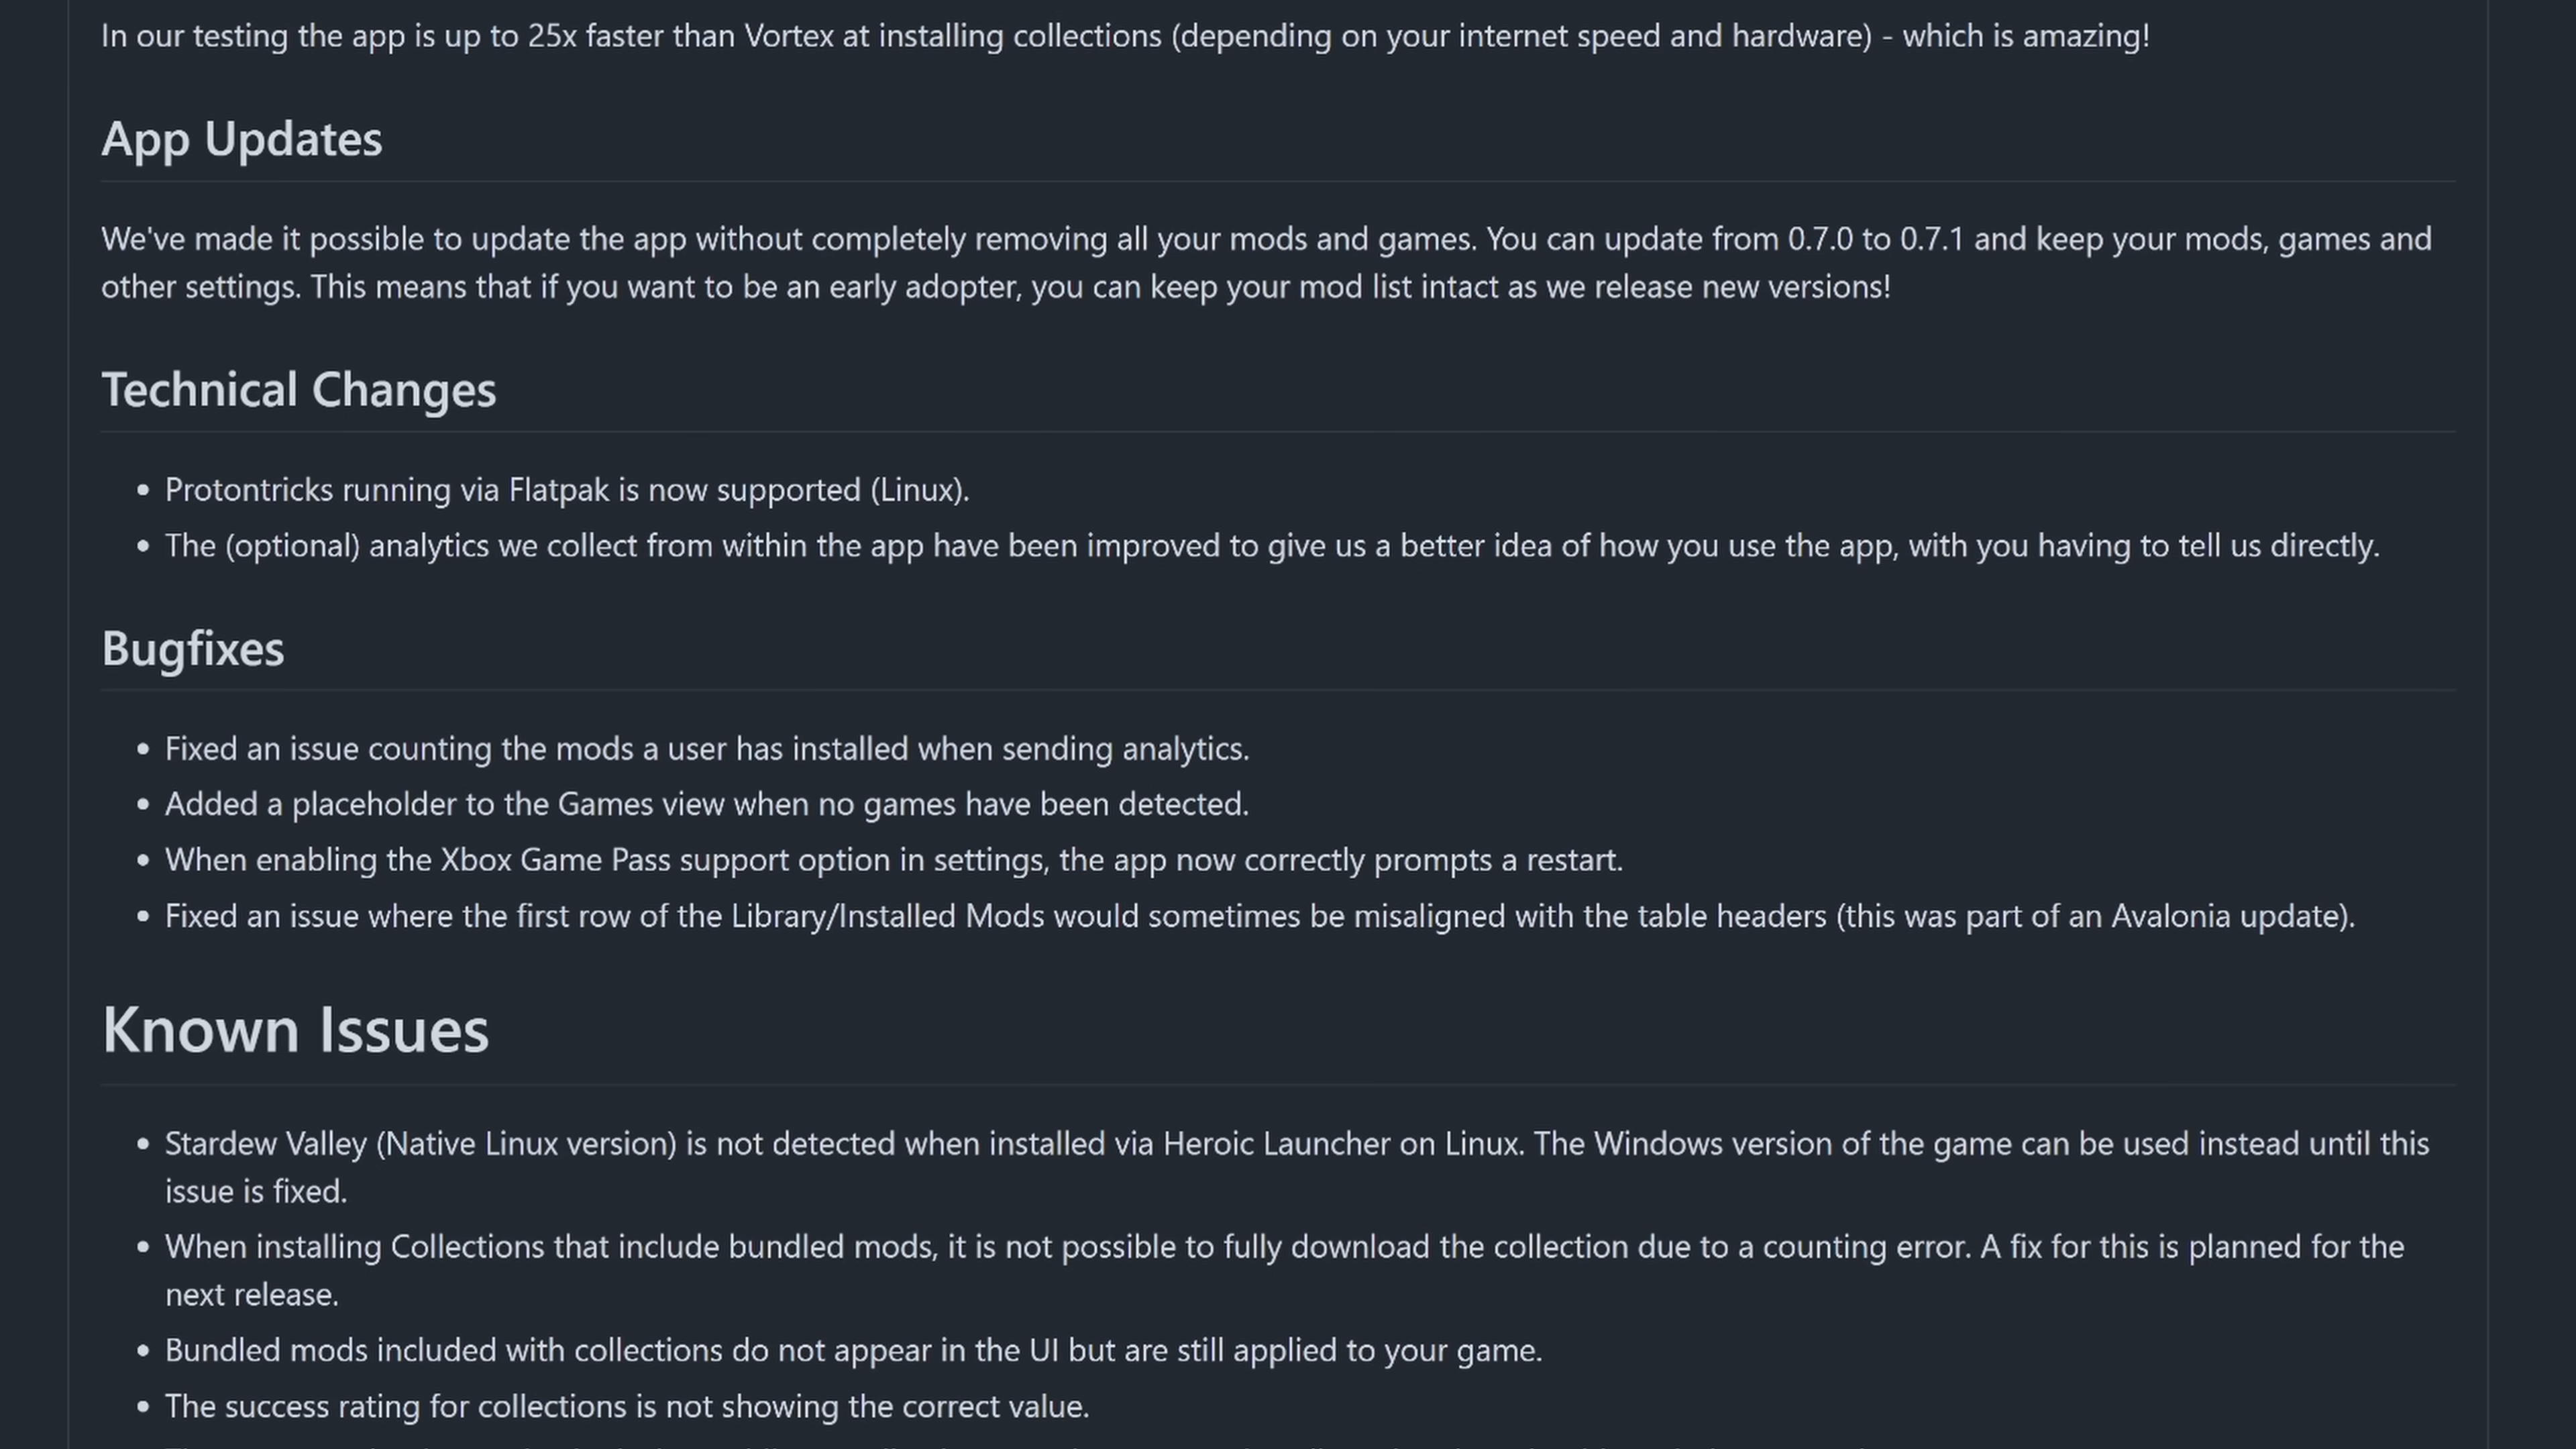 In our testing the app is up to 25x faster than Vortex at installing collections (depending on your internet speed and hardware) - which is amazing!
App Updates
We've made it possible to update the app without completely removing all your mods and games. You can update from 0.7.0 to 0.7.1 and keep your mods, games and
other settings. This means that if you want to be an early adopter, you can keep your mod list intact as we release new versions!
Technical Changes
• Protontricks running via Flatpak is now supported (Linux).
• The (optional) analytics we collect from within the app have been improved to give us a better idea of how you use the app, with you having to tell us directly.
Bugfixes
• Fixed an issue counting the mods a user has installed when sending analytics.
• Added a placeholder to the Games view when no games have been detected.
• When enabling the Xbox Game Pass support option in settings, the app now correctly prompts a restart.
• Fixed an issue where the first row of the Library/Installed Mods would sometimes be misaligned with the table headers (this was part of an Avalonia update).
Known Issues
• Stardew Valley (Native Linux version) is not detected when installed via Heroic Launcher on Linux. The Windows version of the game can be used instead until this
issue is fixed.
• When installing Collections that include bundled mods, it is not possible to fully download the collection due to a counting error. A fix for this is planned for the
next release.
• Bundled mods included with collections do not appear in the UI but are still applied to your game.
• The success rating for collections is not showing the correct value.